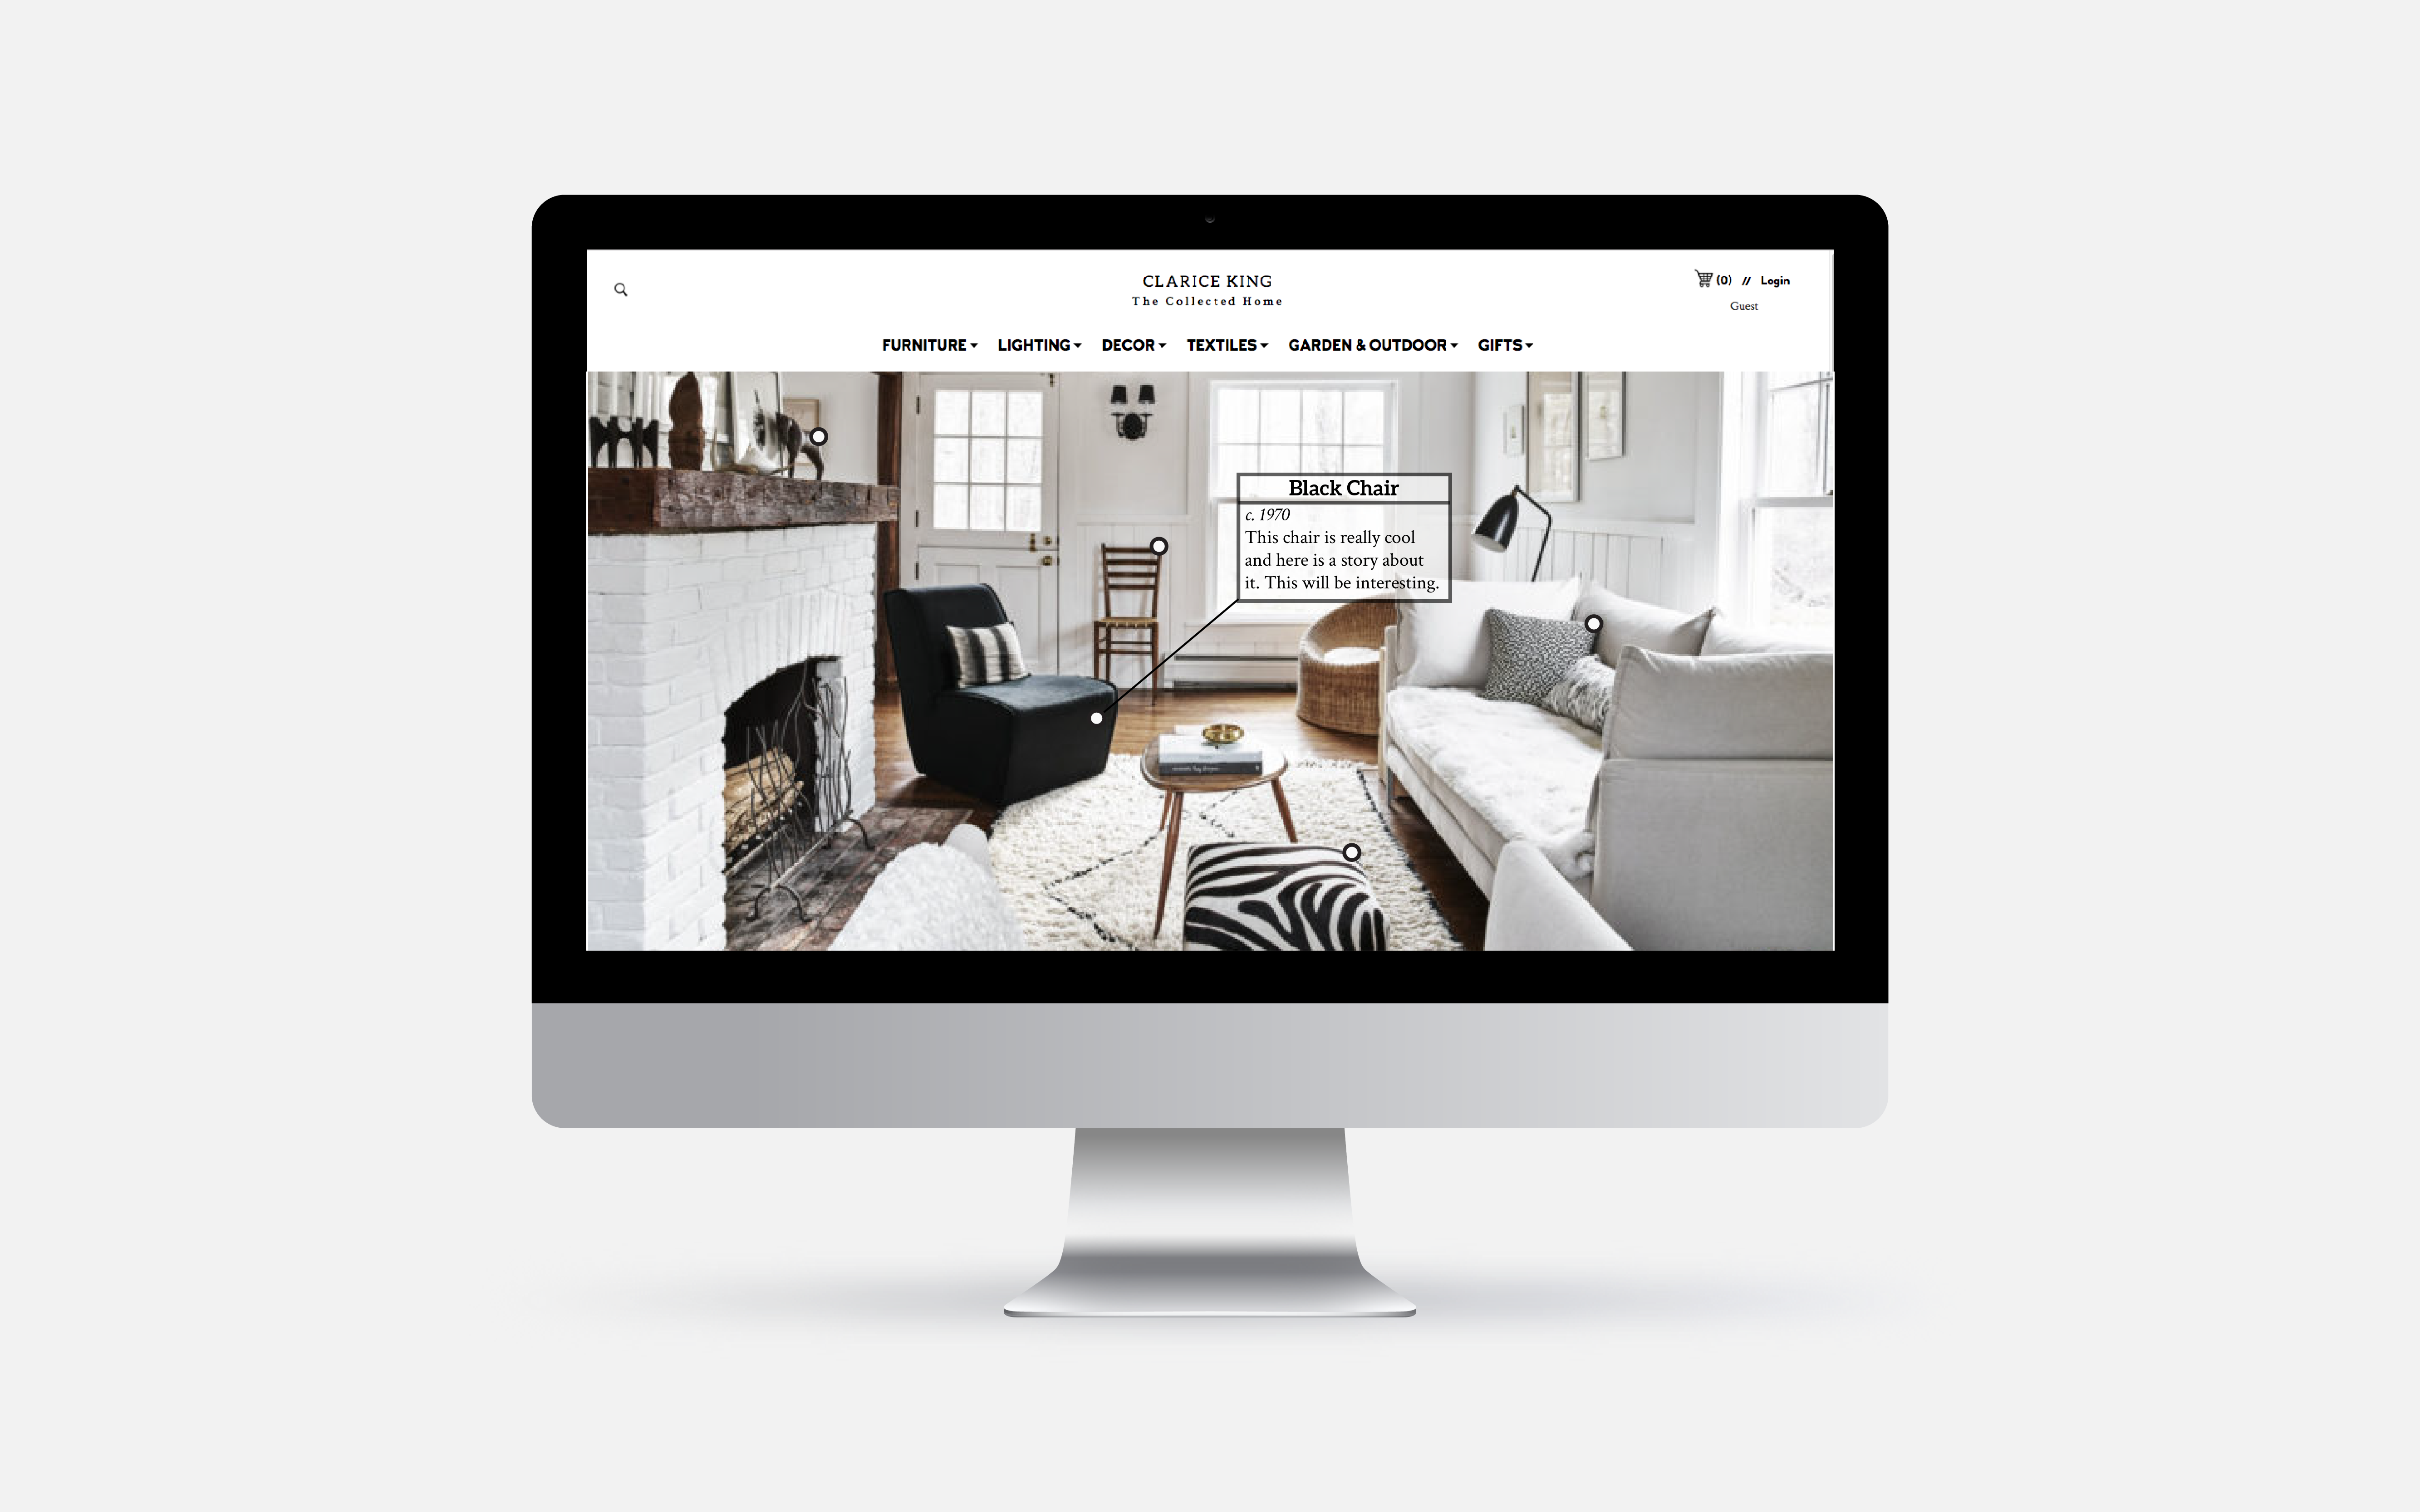 CLARICE KING
The Collected Home
(0) // Login
Guest
FURNITURE LIGHTING DECOR TEXTILES GARDEN & OUTDOOR GIFTS
Black Chair
c. 1970
This chair is really cool
and here is a story about
it. This will be interesting.